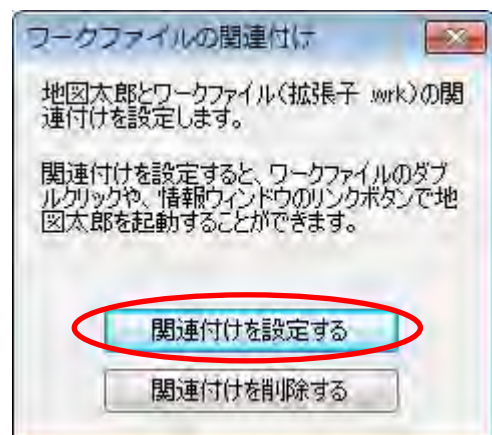 ワークファイルの関連付け
地図太郎とワークファイル(拡張子 .wrk)の関
連付けを設定します。
関連付けを設定すると、ワークファイルのダブ
ルクリックや、情報ウィンドウのリンクボタンで地
図太郎を起動することができます。
関連付けを設定する
関連付けを削除する